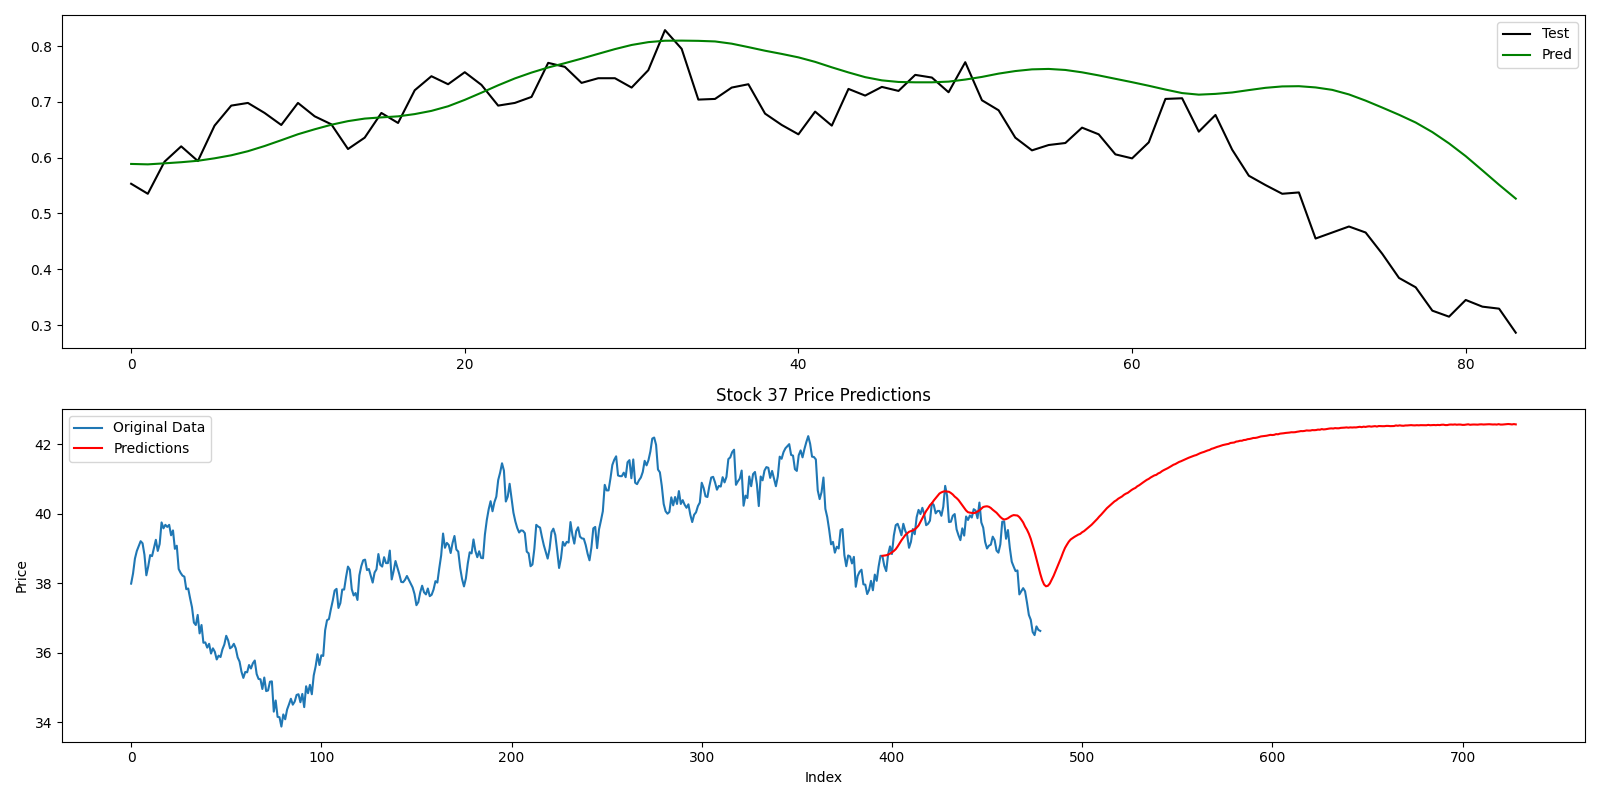 Test
Pred
0.8
0.7
0.6
0.5
0.4
0.3
0 20 40 60 80
Stock 37 Price Predictions
Original Data
Predictions
Price
42
40
38
36
34
0 100 200 300 400 500 600 700
Index